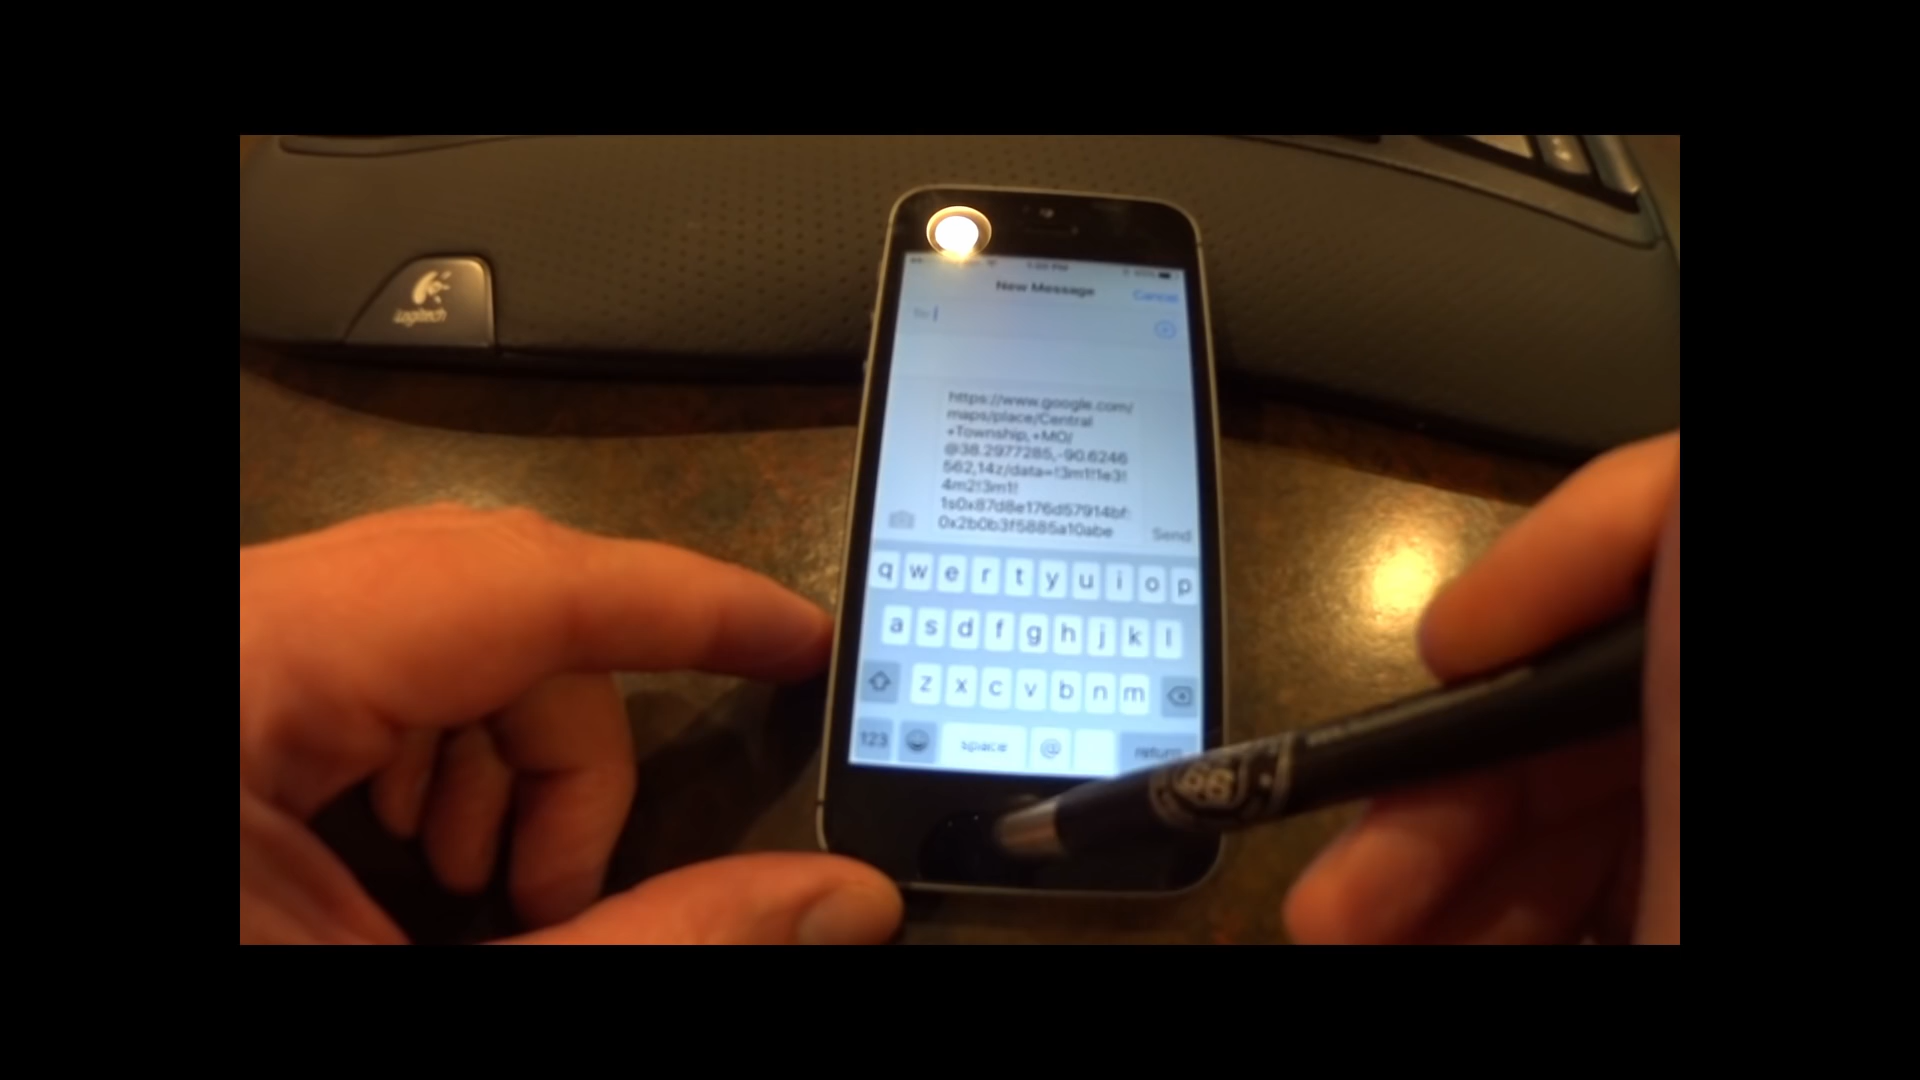 Logitech
New Message
Cancel
To:
https://www.google.com/
maps/place/Central
+Township,+MO/
@38.2977285,-90.6246
562,14z/data=!3m1!1e3!
4m2!3m1!
1s0x87d8e176d57914bf:
0x2b0b3f5885a10abe
Send
q w e r t y u i o p
a s d f g h j k l
z x c v b n m
123 space @ return
66